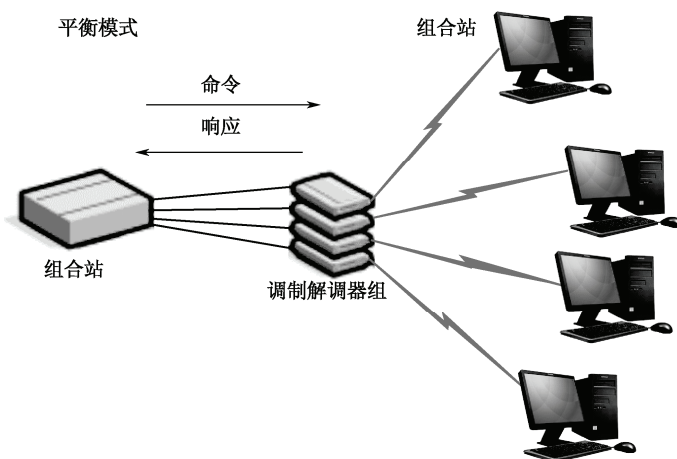 平衡模式
组合站
命令
响应
组合站
调制解调器组